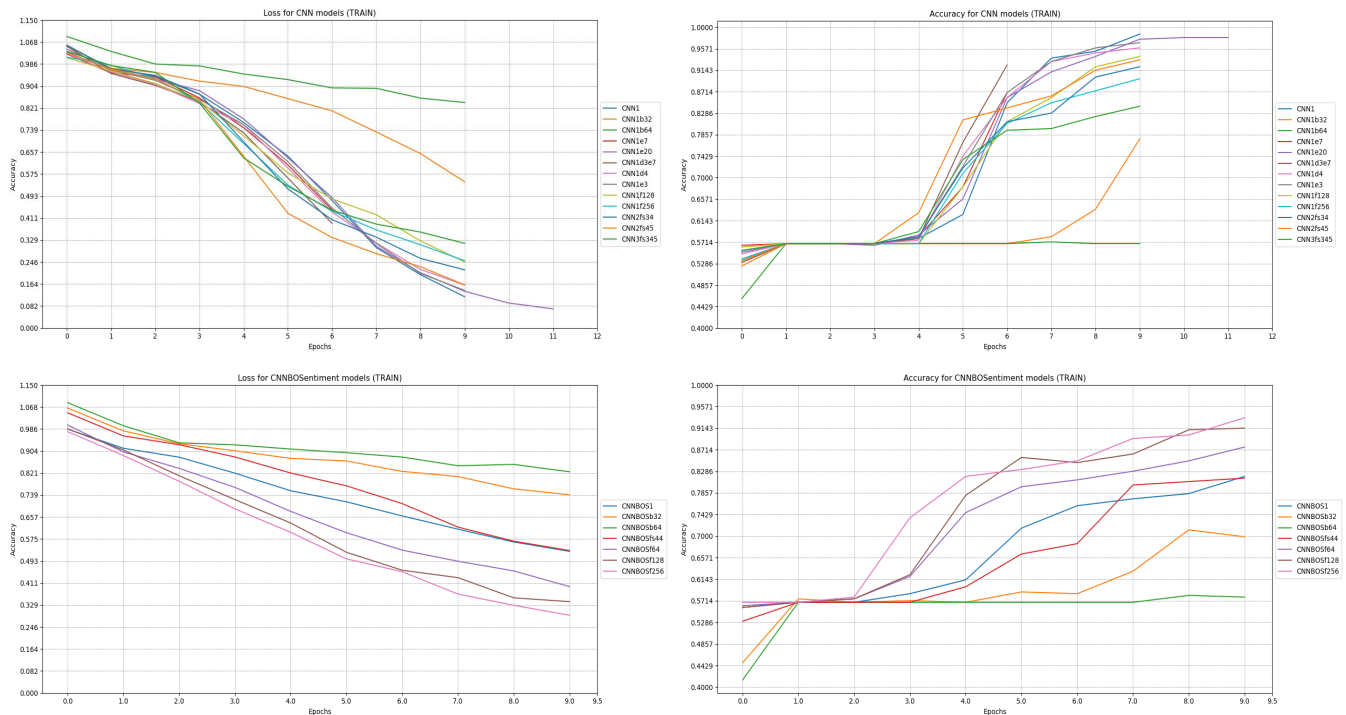 Loss for CNN models (TRAIN)
1.150
1.068
0.986
0.904
0.821
0.739
0.657
0.575
0.493
0.411
0.329
0.246
0.164
0.082
0.000
Accuracy
0 1 2 3 4 5 6 7 8 9 10 11 12
Epochs
CNN1
CNN1b32
CNN1b64
CNN1e7
CNN1e20
CNN1d3e7
CNN1d4
CNN1e3
CNN1f128
CNN1f256
CNN2fs34
CNN2fs45
CNN3fs345
Accuracy for CNN models (TRAIN)
1.0000
0.9571
0.9143
0.8714
0.8286
0.7857
0.7429
0.7000
0.6571
0.6143
0.5714
0.5286
0.4857
0.4429
0.4000
Accuracy
0 1 2 3 4 5 6 7 8 9 10 11 12
Epochs
CNN1
CNN1b32
CNN1b64
CNN1e7
CNN1e20
CNN1d3e7
CNN1d4
CNN1e3
CNN1f128
CNN1f256
CNN2fs34
CNN2fs45
CNN3fs345
Loss for CNNBOSentiment models (TRAIN)
1.150
1.068
0.986
0.904
0.821
0.739
0.657
0.575
0.493
0.411
0.329
0.246
0.164
0.082
0.000
Accuracy
0.0 1.0 2.0 3.0 4.0 5.0 6.0 7.0 8.0 9.0 9.5
Epochs
CNNBOS1
CNNBOSb32
CNNBOSb64
CNNBOSfs44
CNNBOSf64
CNNBOSf128
CNNBOSf256
Accuracy for CNNBOSentiment models (TRAIN)
1.0000
0.9571
0.9143
0.8714
0.8286
0.7857
0.7429
0.7000
0.6571
0.6143
0.5714
0.5286
0.4857
0.4429
0.4000
Accuracy
0.0 1.0 2.0 3.0 4.0 5.0 6.0 7.0 8.0 9.0 9.5
Epochs
CNNBOS1
CNNBOSb32
CNNBOSb64
CNNBOSfs44
CNNBOSf64
CNNBOSf128
CNNBOSf256